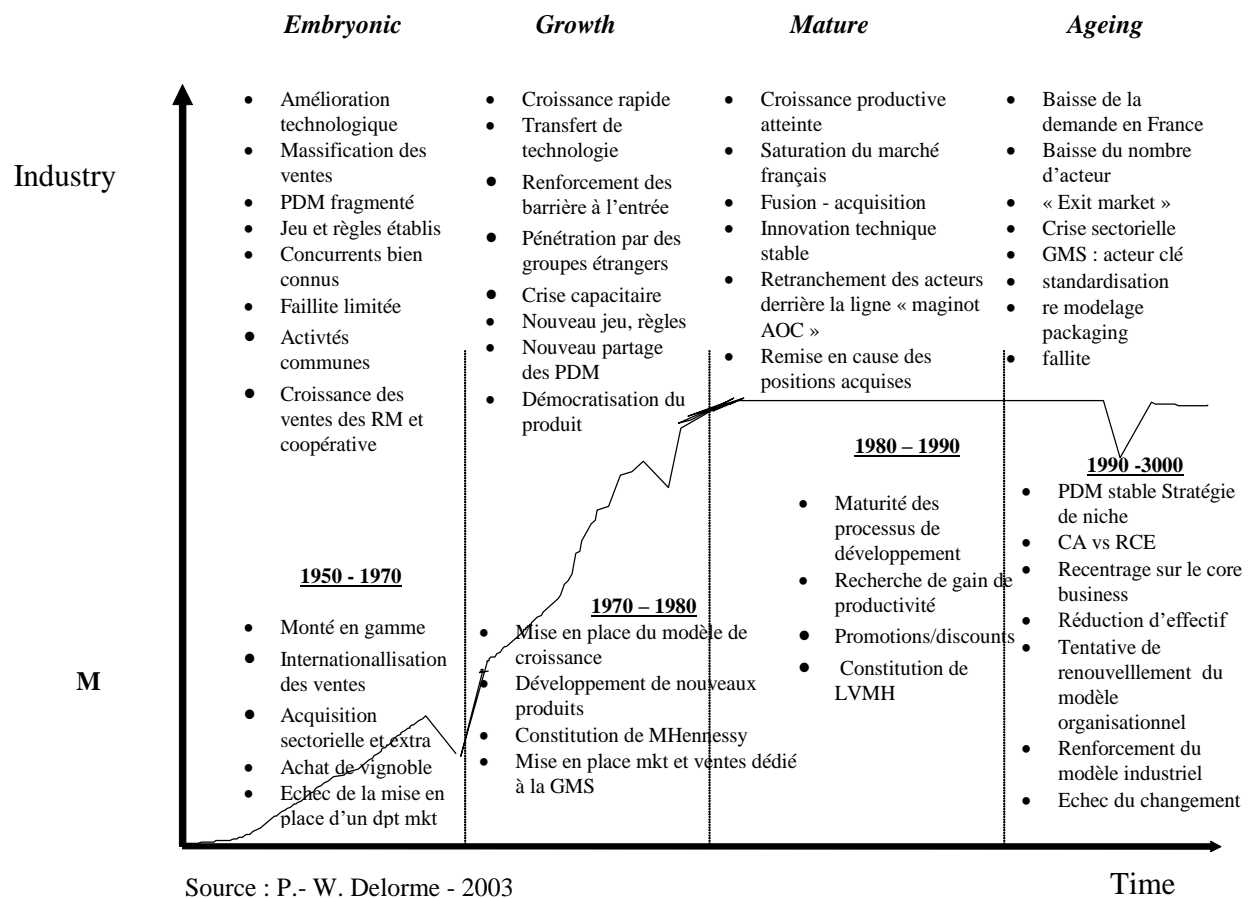 Embryonic
Growth
Mature
Ageing
Industry
• Amélioration
technologique
• Massification des
ventes
• PDM fragmenté
• Jeu et règles établis
• Concurrents bien
connus
• Faillite limitée
• Activtés
communes
• Croissance des
ventes des RM et
coopérative
• Croissance rapide
• Transfert de
technologie
• Renforcement des
barrière à l'entrée
• Pénétration par des
groupes étrangers
• Crise capacitaire
• Nouveau jeu, règles
• Nouveau partage
des PDM
• Démocratisation du
produit
• Croissance productive
atteinte
• Saturation du marché
français
• Fusion - acquisition
• Innovation technique
stable
• Retranchement des acteurs
derrière la ligne « maginot
AOC »
• Remise en cause des
positions acquises
• Baisse de la
demande en France
• Baisse du nombre
d'acteur
• « Exit market »
• Crise sectorielle
• GMS : acteur clé
• standardisation
• re modelage
packaging
• fallite
M
1950 - 1970
• Monté en gamme
• Internationallisation
des ventes
• Acquisition
sectorielle et extra
• Achat de vignoble
• Echec de la mise en
place d'un dpt mkt
1970 – 1980
• Mise en place du modèle de
croissance
• Développement de nouveaux
produits
• Constitution de MHennessy
• Mise en place mkt et ventes dédié
à la GMS
1980 – 1990
• Maturité des
processus de
développement
• Recherche de gain de
productivité
• Promotions/discounts
• Constitution de
LVMH
1990 -3000
• PDM stable Stratégie
de niche
• CA vs RCE
• Recentrage sur le core
business
• Réduction d'effectif
• Tentative de
renouvelllement du
modèle
organisationnel
• Renforcement du
modèle industriel
• Echec du changement
Source : P.- W. Delorme - 2003
Time